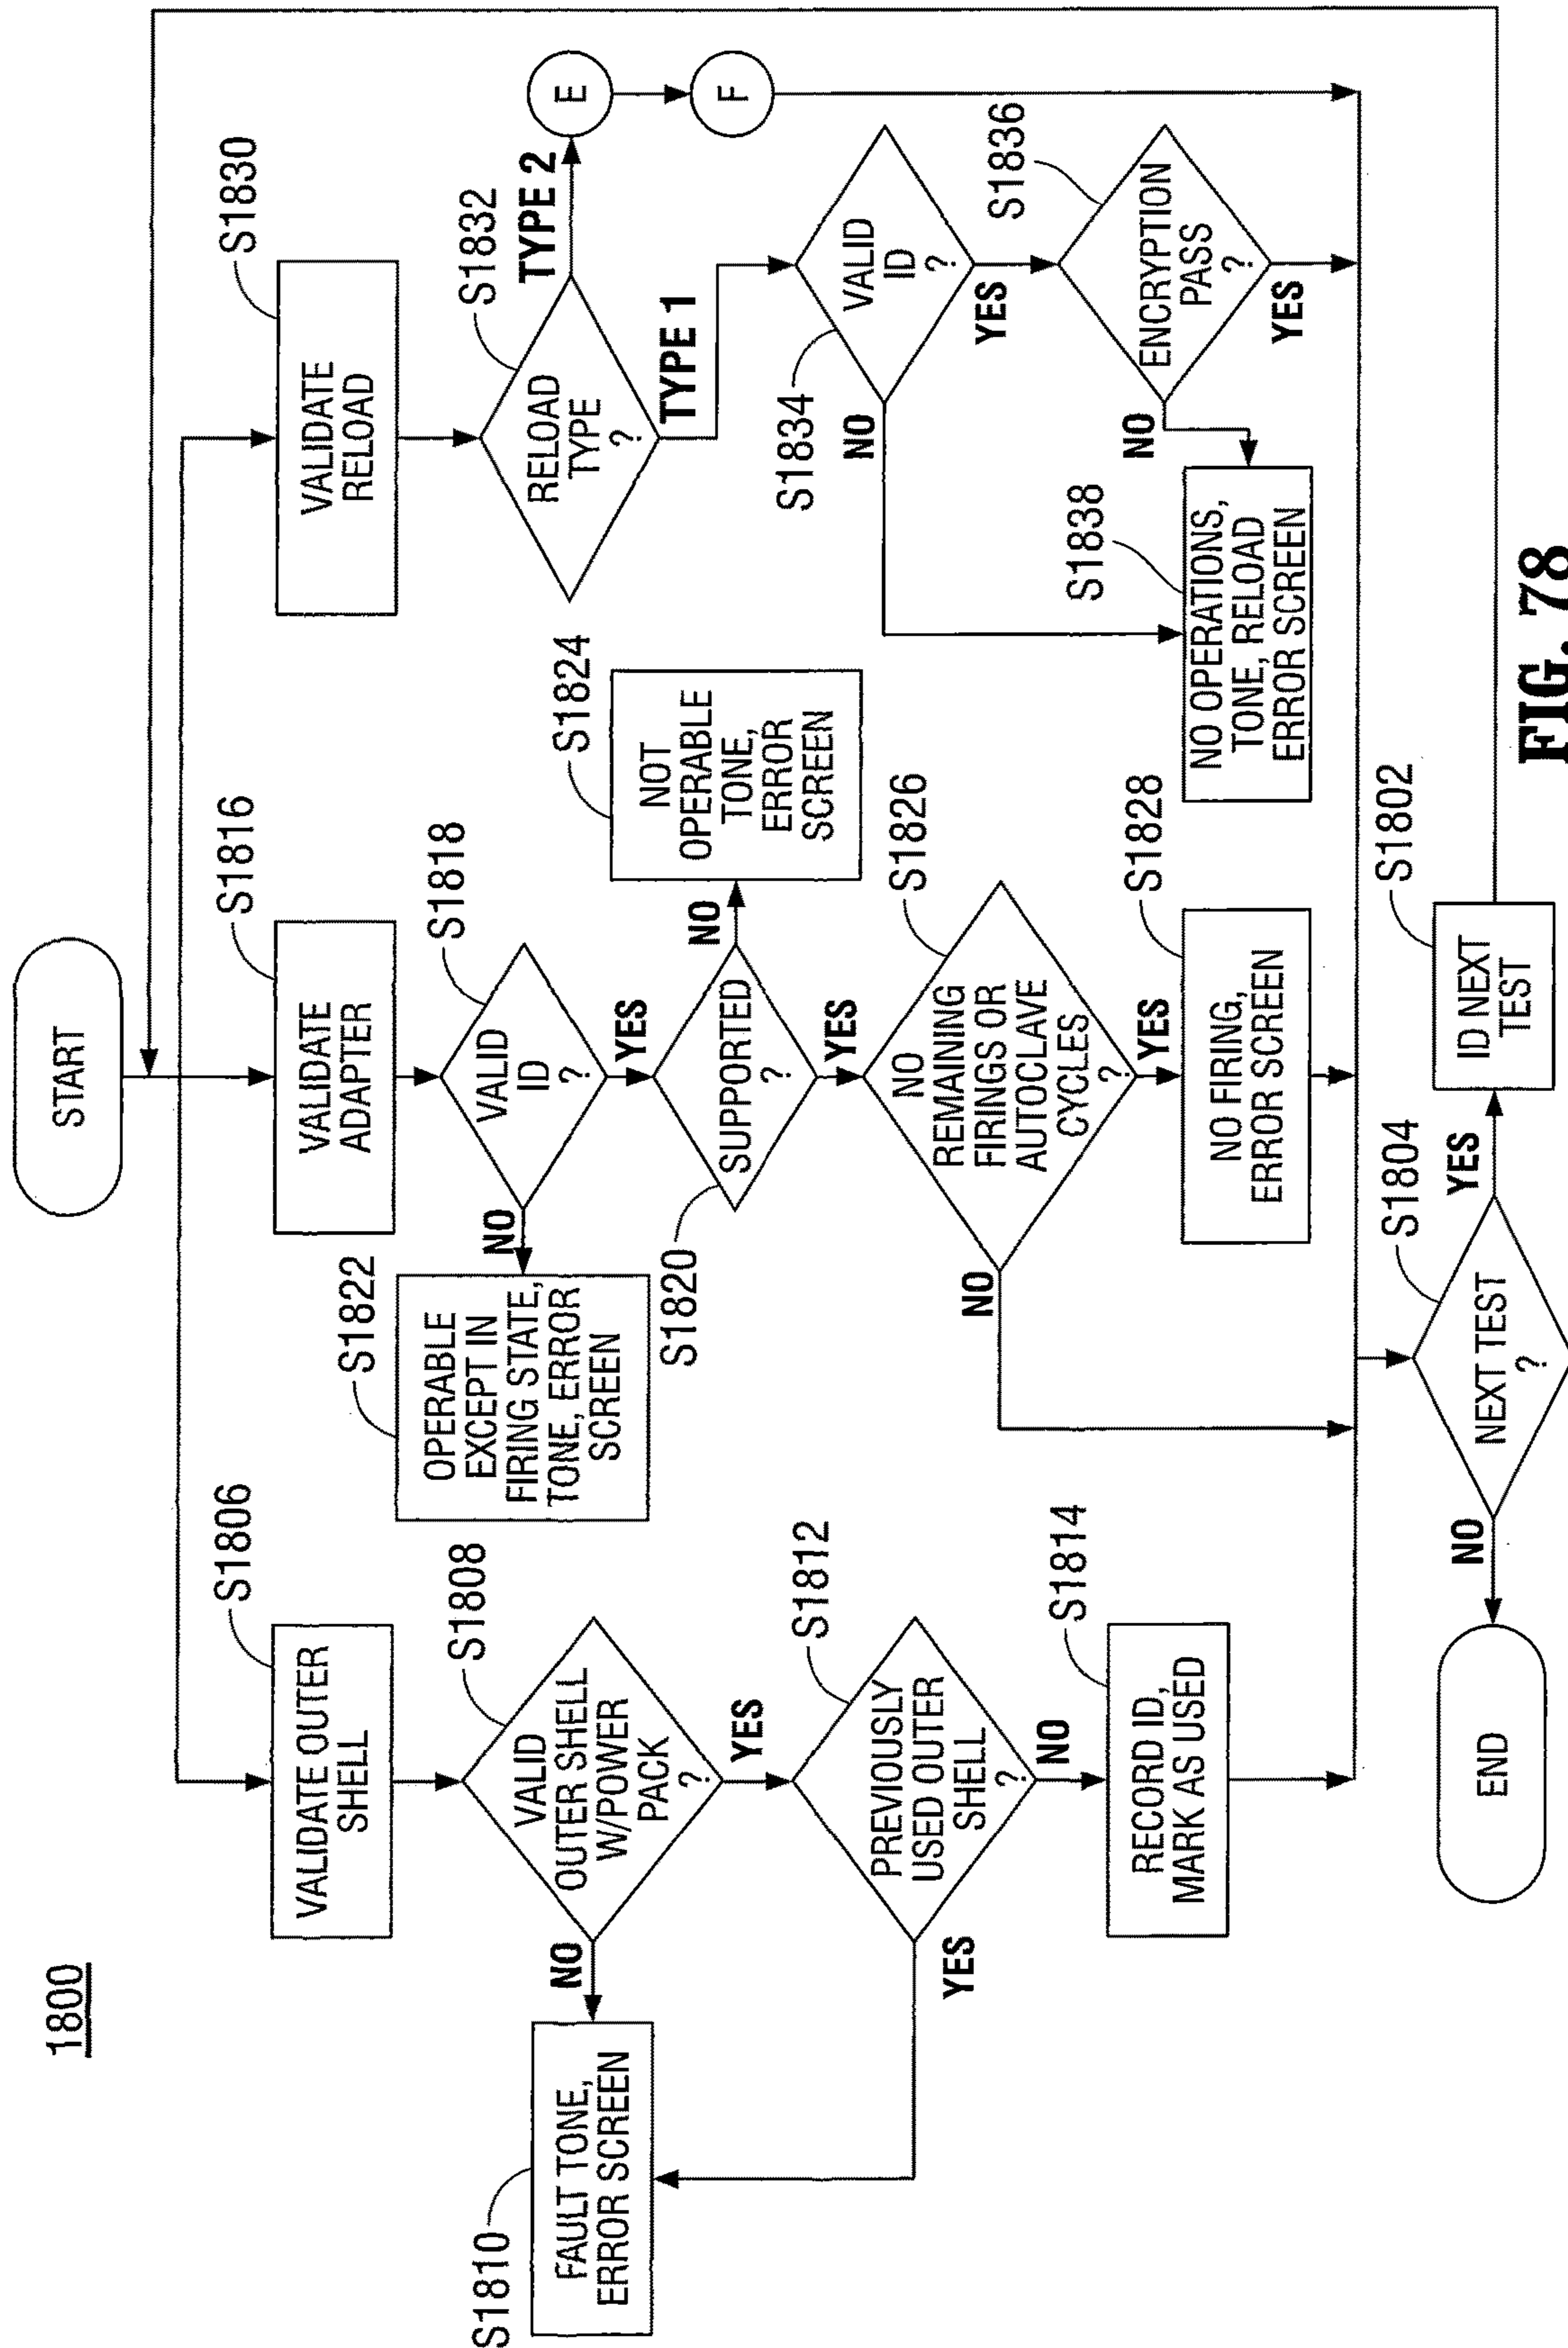 1800
START
S1806
VALIDATE OUTER
SHELL
S1808
VALID
OUTER SHELL
W/POWER
PACK
?
NO
YES
S1810
FAULT TONE,
ERROR SCREEN
S1812
PREVIOUSLY
USED OUTER
SHELL
?
YES
NO
S1814
RECORD ID,
MARK AS USED
S1816
VALIDATE
ADAPTER
S1818
VALID
ID
?
NO
YES
S1822
OPERABLE
EXCEPT IN
FIRING STATE,
TONE, ERROR
SCREEN
S1820
SUPPORTED
?
NO
YES
S1824
NOT
OPERABLE
TONE,
ERROR
SCREEN
S1826
NO
REMAINING
FIRINGS OR
AUTOCLAVE
CYCLES
?
NO
YES
S1828
NO FIRING,
ERROR SCREEN
S1830
VALIDATE
RELOAD
S1832
RELOAD
TYPE
?
TYPE 2
TYPE 1
E
F
S1834
VALID
ID
?
NO
YES
S1836
ENCRYPTION
PASS
?
NO
YES
S1838
NO OPERATIONS,
TONE, RELOAD
ERROR SCREEN
S1804
NEXT TEST
?
NO
YES
S1802
ID NEXT
TEST
END
FIG. 78